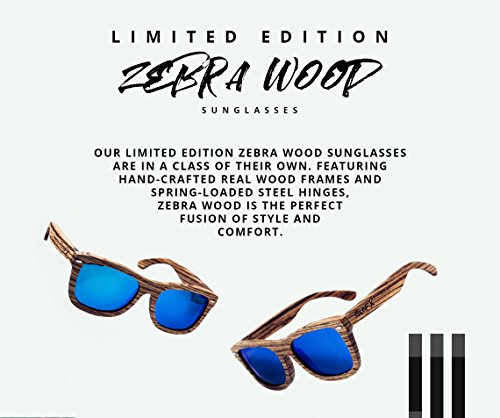 LIMITED EDITION
ZEBRA WOOD
SUNGLASSES
OUR LIMITED EDITION ZEBRA WOOD SUNGLASSES
ARE IN A CLASS OF THEIR OWN. FEATURING
HAND-CRAFTED REAL WOOD FRAMES AND
SPRING-LOADED STEEL HINGES,
ZEBRA WOOD IS THE PERFECT
FUSION OF STYLE AND
COMFORT.